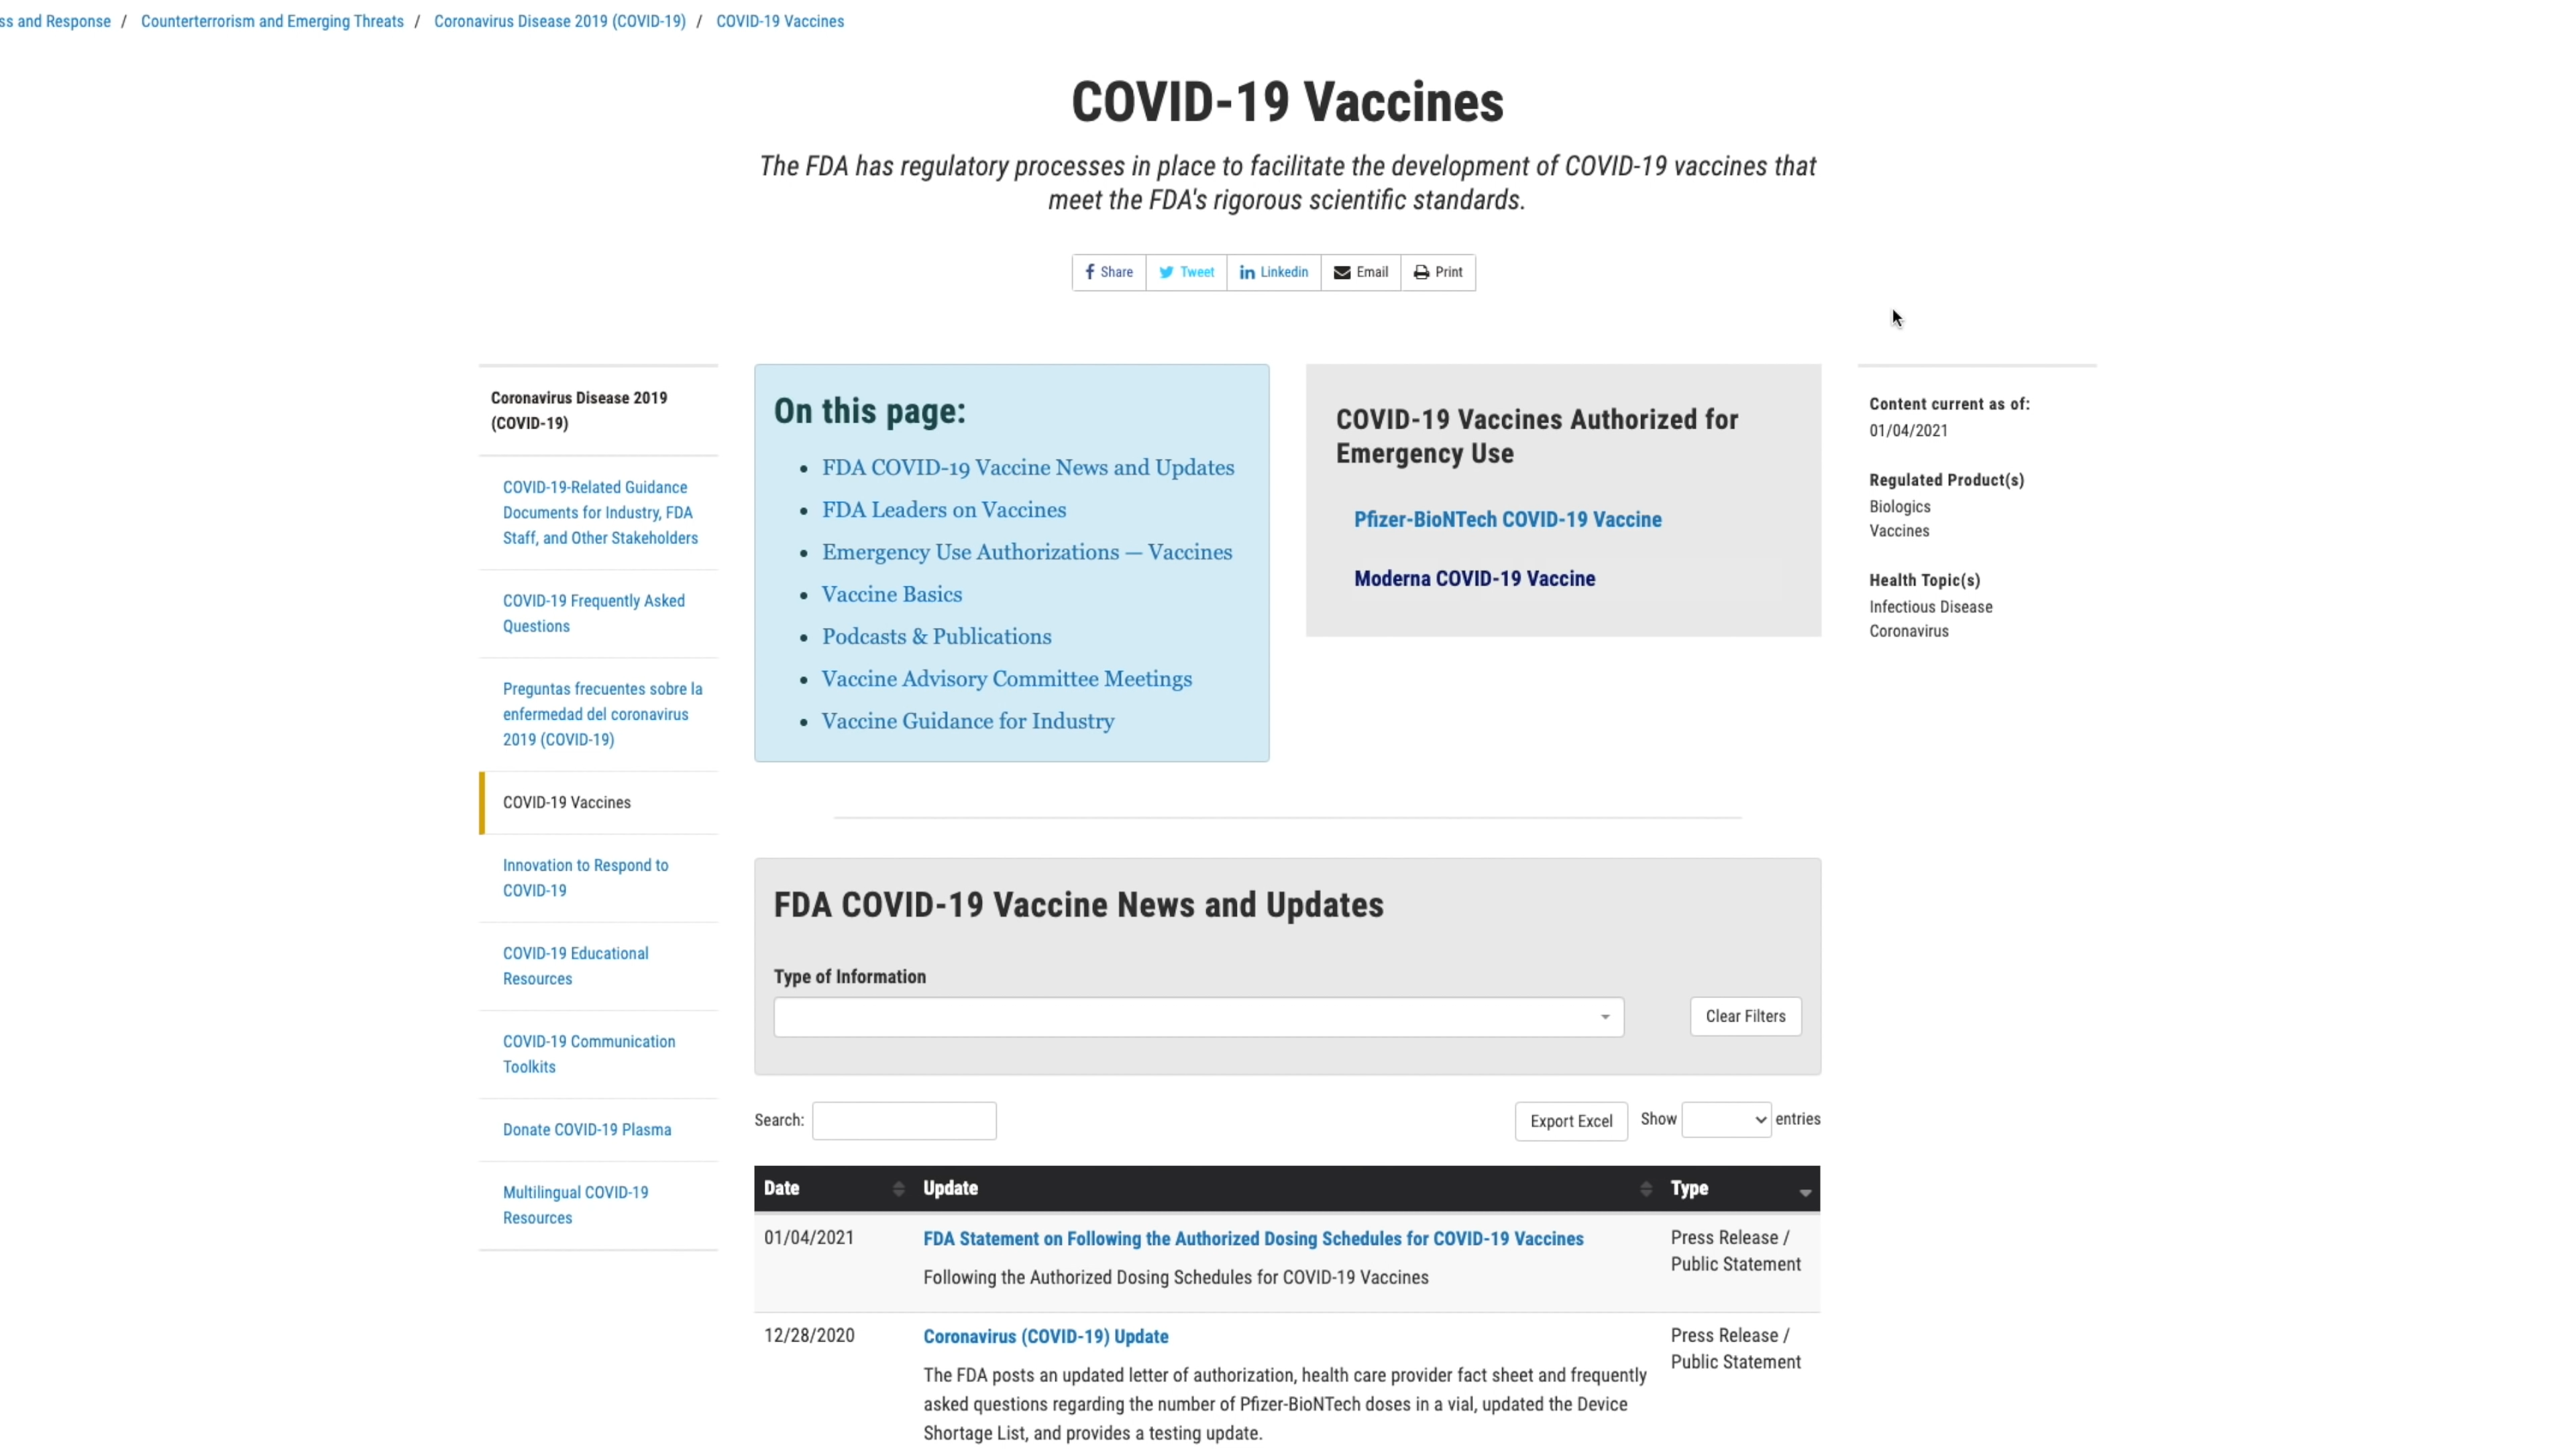 ss and Response / Counterterrorism and Emerging Threats / Coronavirus Disease 2019 (COVID-19) / COVID-19 Vaccines
COVID-19 Vaccines
The FDA has regulatory processes in place to facilitate the development of COVID-19 vaccines that
meet the FDA's rigorous scientific standards.
Share Tweet Linkedin Email Print
Coronavirus Disease 2019
(COVID-19)
COVID-19-Related Guidance
Documents for Industry, FDA
Staff, and Other Stakeholders
COVID-19 Frequently Asked
Questions
Preguntas frecuentes sobre la
enfermedad del coronavirus
2019 (COVID-19)
COVID-19 Vaccines
Innovation to Respond to
COVID-19
COVID-19 Educational
Resources
COVID-19 Communication
Toolkits
Donate COVID-19 Plasma
Multilingual COVID-19
Resources
On this page:
• FDA COVID-19 Vaccine News and Updates
• FDA Leaders on Vaccines
• Emergency Use Authorizations — Vaccines
• Vaccine Basics
• Podcasts & Publications
• Vaccine Advisory Committee Meetings
• Vaccine Guidance for Industry
COVID-19 Vaccines Authorized for
Emergency Use
Pfizer-BioNTech COVID-19 Vaccine
Moderna COVID-19 Vaccine
Content current as of:
01/04/2021
Regulated Product(s)
Biologics
Vaccines
Health Topic(s)
Infectious Disease
Coronavirus
FDA COVID-19 Vaccine News and Updates
Type of Information
Clear Filters
Search: Export Excel Show entries
Date Update Type
01/04/2021 FDA Statement on Following the Authorized Dosing Schedules for COVID-19 Vaccines Press Release /
Public Statement
Following the Authorized Dosing Schedules for COVID-19 Vaccines
12/28/2020 Coronavirus (COVID-19) Update Press Release /
Public Statement
The FDA posts an updated letter of authorization, health care provider fact sheet and frequently
asked questions regarding the number of Pfizer-BioNTech doses in a vial, updated the Device
Shortage List, and provides a testing update.